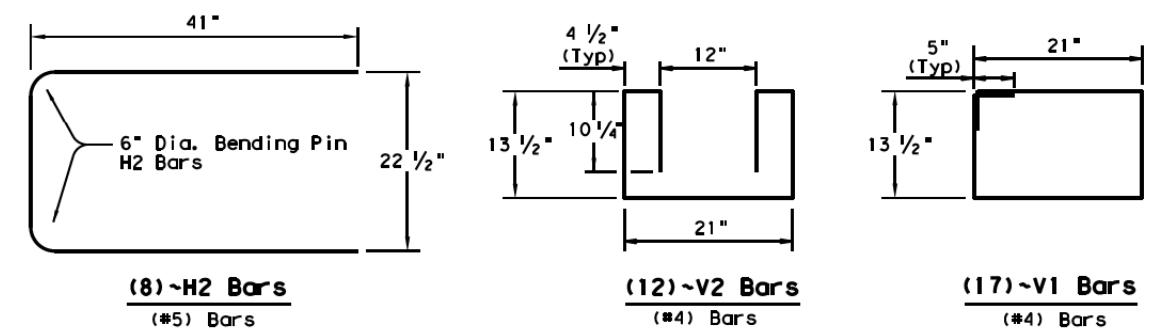 41"
6" Dia. Bending Pin
H2 Bars
22 ½"
(8)~H2 Bars
(#5) Bars
4 ½"
(Typ)
12"
10 ¼"
13 ½"
21"
(12)~V2 Bars
(#4) Bars
5"
(Typ)
21"
13 ½"
(17)~V1 Bars
(#4) Bars